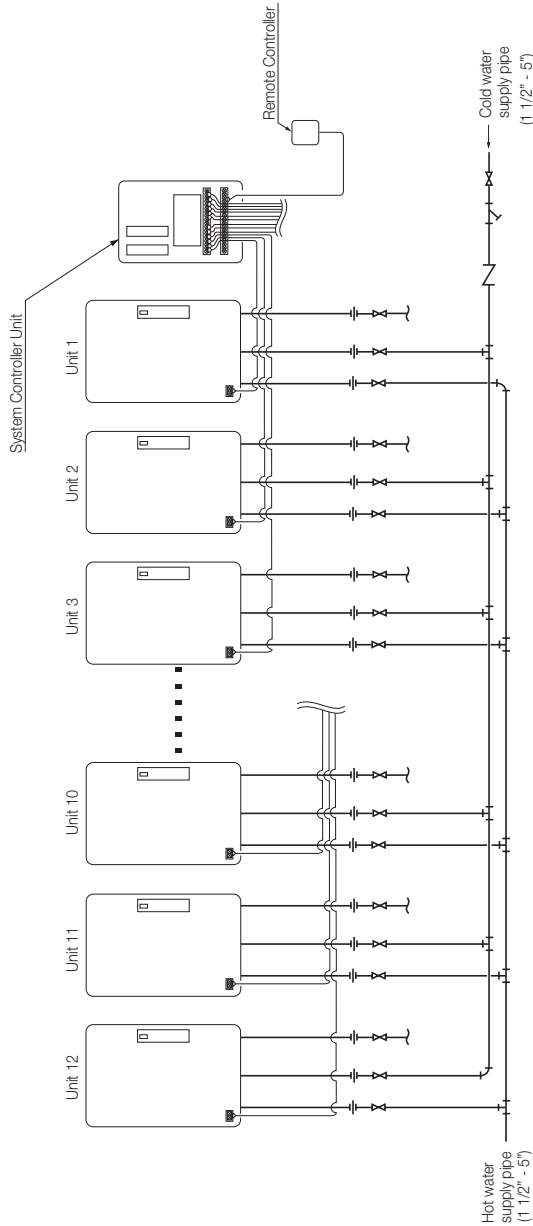 System Controller Unit
Remote Controller
Unit 1
Unit 2
Unit 3
Unit 10
Unit 11
Unit 12
Cold water
supply pipe
(1 1/2" - 5")
Hot water
supply pipe
(1 1/2" - 5")